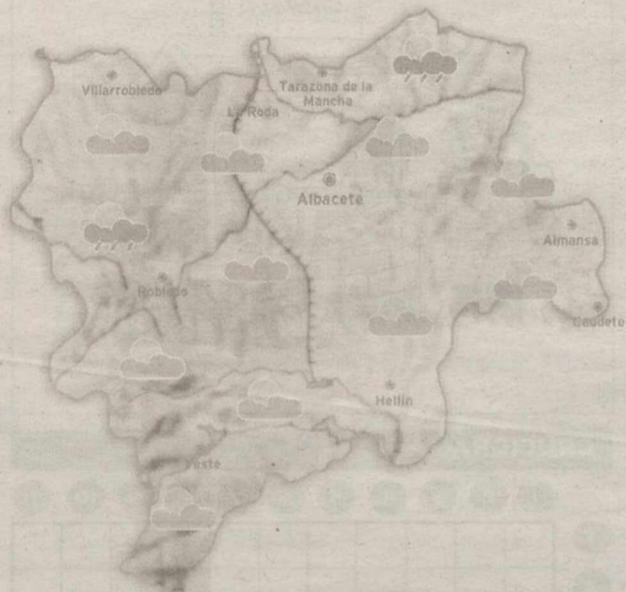 Villarrobledo
Tarazona de la
Mancha
La Roda
Albacete
Almansa
Robledo
Caudete
Hellín
Yeste